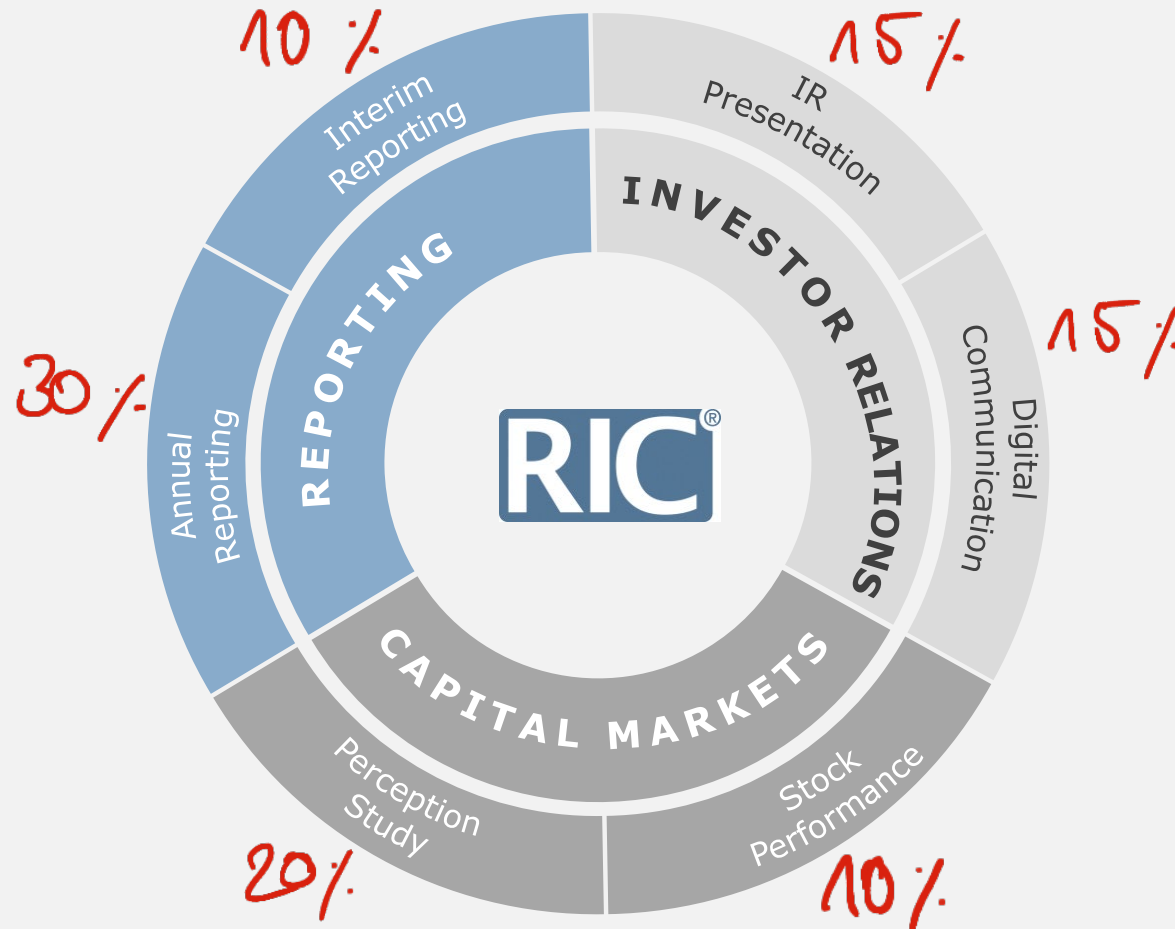 10 %
15 %
Interim
Reporting
IR
Presentation
REPORTING
INVESTOR RELATIONS
30 %
Annual
Reporting
RIC®
Digital
Communication
15 %
CAPITAL MARKETS
Perception
Study
Stock
Performance
20 %
10 %